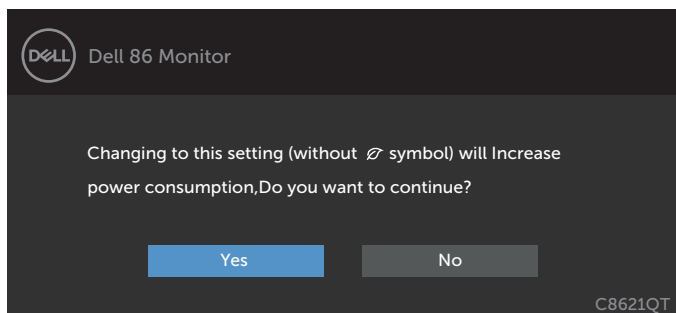 DELL
Dell 86 Monitor
Changing to this setting (without symbol) will Increase
power consumption,Do you want to continue?
Yes
No
C8621QT